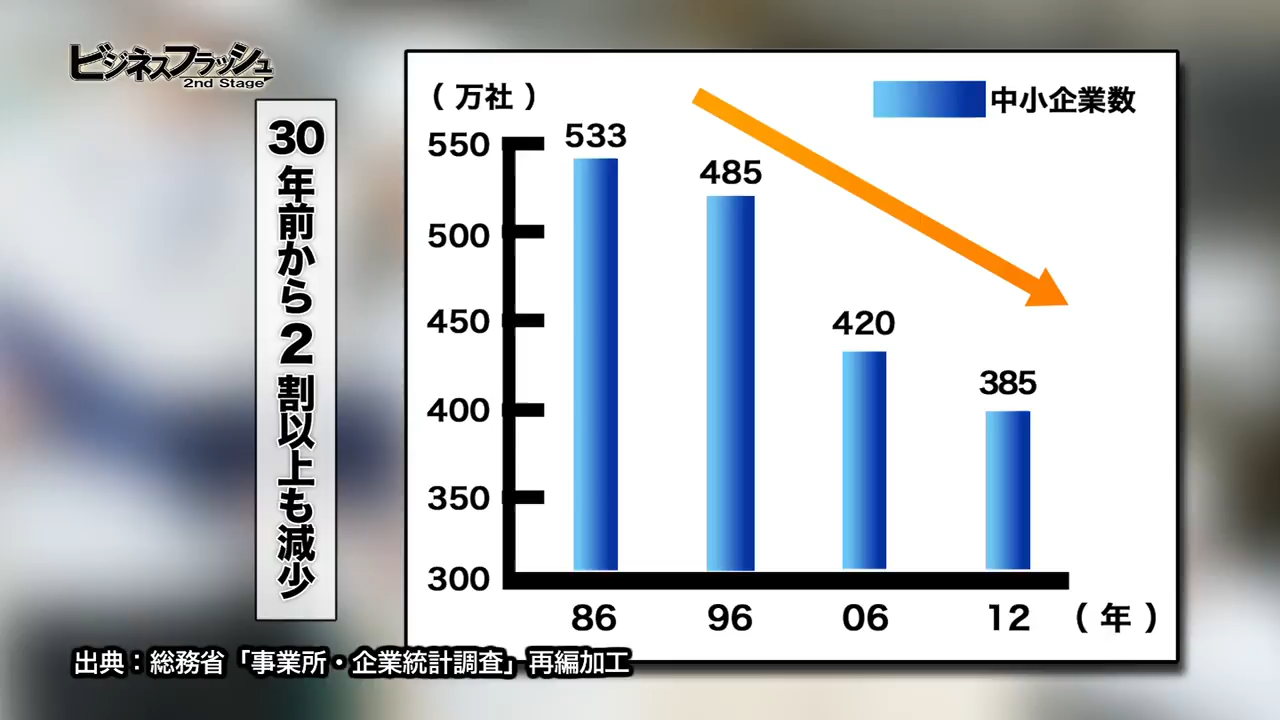 ビジネスフラッシュ
2nd Stage
30年前から2割以上も減少
（万社）
中小企業数
550
500
450
400
350
300
533
485
420
385
86
96
06
12
（年）
出典：総務省「事業所・企業統計調査」再編加工